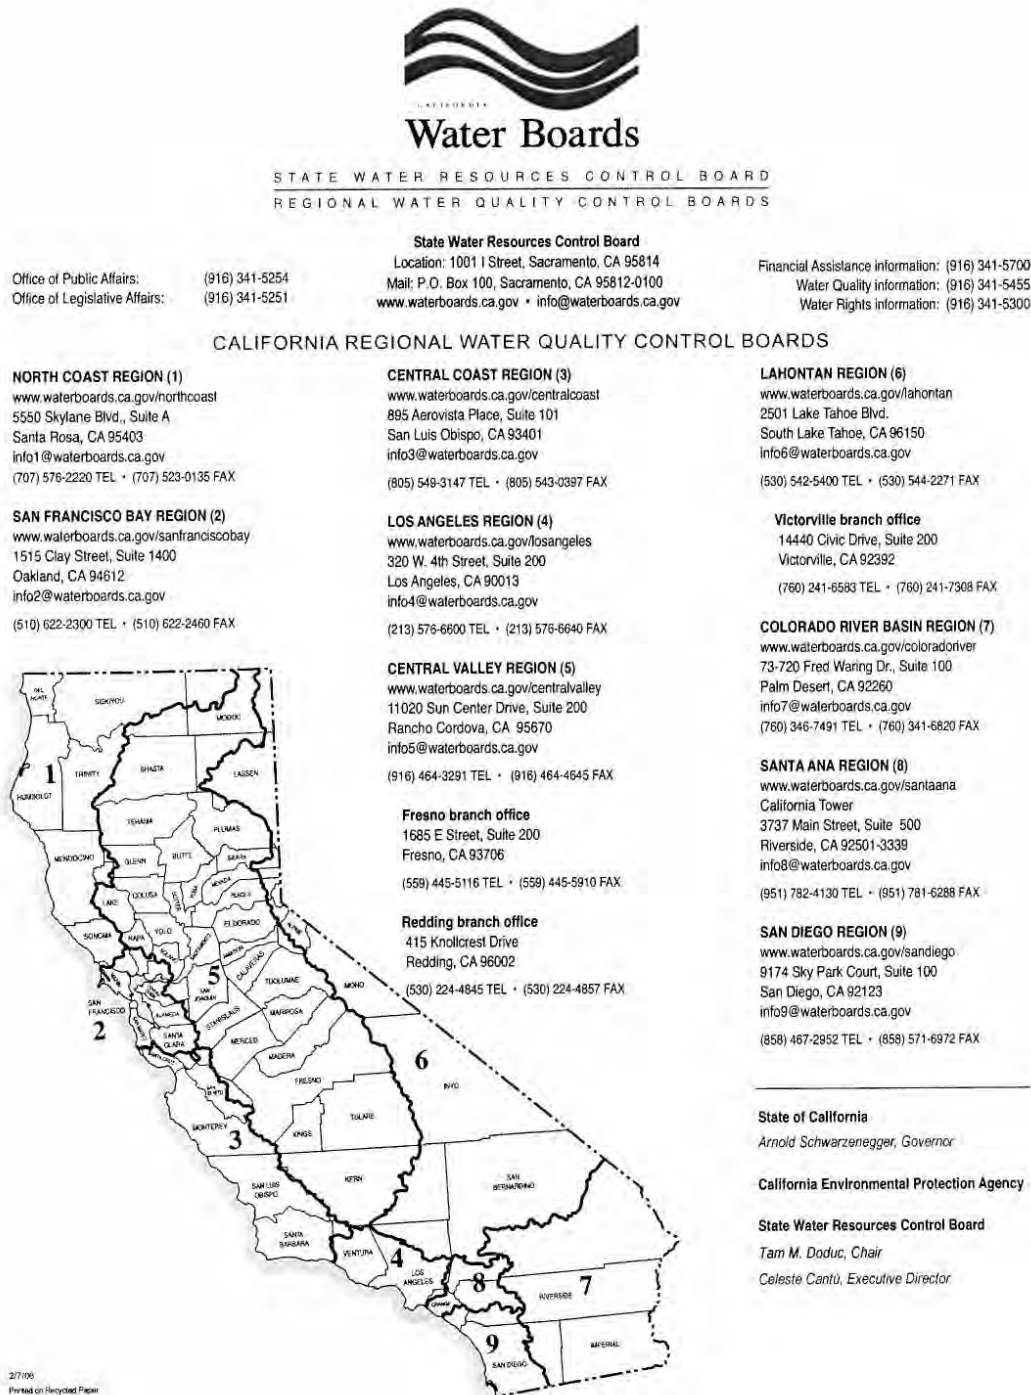 CALIFORNIA
Water Boards
STATE WATER RESOURCES CONTROL BOARD
REGIONAL WATER QUALITY CONTROL BOARDS
Office of Public Affairs: (916) 341-5254
Office of Legislative Affairs: (916) 341-5251
State Water Resources Control Board
Location: 1001 I Street, Sacramento, CA 95814
Mail: P.O. Box 100, Sacramento, CA 95812-0100
www.waterboards.ca.gov • info@waterboards.ca.gov
Financial Assistance information: (916) 341-5700
Water Quality information: (916) 341-5455
Water Rights information: (916) 341-5300
CALIFORNIA REGIONAL WATER QUALITY CONTROL BOARDS
NORTH COAST REGION (1)
www.waterboards.ca.gov/northcoast
5550 Skylane Blvd., Suite A
Santa Rosa, CA 95403
info1@waterboards.ca.gov
(707) 576-2220 TEL • (707) 523-0135 FAX
SAN FRANCISCO BAY REGION (2)
www.waterboards.ca.gov/sanfranciscobay
1515 Clay Street, Suite 1400
Oakland, CA 94612
info2@waterboards.ca.gov
(510) 622-2300 TEL • (510) 622-2460 FAX
CENTRAL COAST REGION (3)
www.waterboards.ca.gov/centralcoast
895 Aerovista Place, Suite 101
San Luis Obispo, CA 93401
info3@waterboards.ca.gov
(805) 549-3147 TEL • (805) 543-0397 FAX
LOS ANGELES REGION (4)
www.waterboards.ca.gov/losangeles
320 W. 4th Street, Suite 200
Los Angeles, CA 90013
info4@waterboards.ca.gov
(213) 576-6600 TEL • (213) 576-6640 FAX
CENTRAL VALLEY REGION (5)
www.waterboards.ca.gov/centralvalley
11020 Sun Center Drive, Suite 200
Rancho Cordova, CA 95670
info5@waterboards.ca.gov
(916) 464-3291 TEL • (916) 464-4645 FAX
Fresno branch office
1685 E Street, Suite 200
Fresno, CA 93706
(559) 445-5116 TEL • (559) 445-5910 FAX
Redding branch office
415 Knollcrest Drive
Redding, CA 96002
(530) 224-4845 TEL • (530) 224-4857 FAX
LAHONTAN REGION (6)
www.waterboards.ca.gov/lahontan
2501 Lake Tahoe Blvd.
South Lake Tahoe, CA 96150
info6@waterboards.ca.gov
(530) 542-5400 TEL • (530) 544-2271 FAX
Victorville branch office
14440 Civic Drive, Suite 200
Victorville, CA 92392
(760) 241-6583 TEL • (760) 241-7308 FAX
COLORADO RIVER BASIN REGION (7)
www.waterboards.ca.gov/coloradoriver
73-720 Fred Waring Dr., Suite 100
Palm Desert, CA 92260
info7@waterboards.ca.gov
(760) 346-7491 TEL • (760) 341-6820 FAX
SANTA ANA REGION (8)
www.waterboards.ca.gov/santaana
California Tower
3737 Main Street, Suite 500
Riverside, CA 92501-3339
info8@waterboards.ca.gov
(951) 782-4130 TEL • (951) 781-6288 FAX
SAN DIEGO REGION (9)
www.waterboards.ca.gov/sandiego
9174 Sky Park Court, Suite 100
San Diego, CA 92123
info9@waterboards.ca.gov
(858) 467-2952 TEL • (858) 571-6972 FAX
State of California
Arnold Schwarzenegger, Governor
California Environmental Protection Agency
State Water Resources Control Board
Tam M. Doduc, Chair
Celeste Cantú, Executive Director
DEL
NORTE
SISKIYOU
MODOC
1
TRINITY
SHASTA
LASSEN
HUMBOLDT
TEHAMA
PLUMAS
MENDOCINO
GLENN
BUTTE
SIERRA
LAKE
COLUSA
SUTTER
YUBA
NEVADA
PLACER
SONOMA
NAPA
YOLO
EL DORADO
ALPINE
SOLANO
SACRAMENTO
AMADOR
CALAVERAS
5
SAN
JOAQUIN
TUOLUMNE
MONO
MARIN
SAN
FRANCISCO
ALAMEDA
STANISLAUS
MARIPOSA
2
SAN MATEO
SANTA
CLARA
MERCED
SANTA CRUZ
MADERA
6
FRESNO
INYO
SAN
BENITO
MONTEREY
3
KINGS
TULARE
SAN LUIS
OBISPO
KERN
SAN
BERNARDINO
SANTA
BARBARA
VENTURA
4
LOS
ANGELES
8
7
RIVERSIDE
ORANGE
9
SAN DIEGO
IMPERIAL
2/7/06
Printed on Recycled Paper